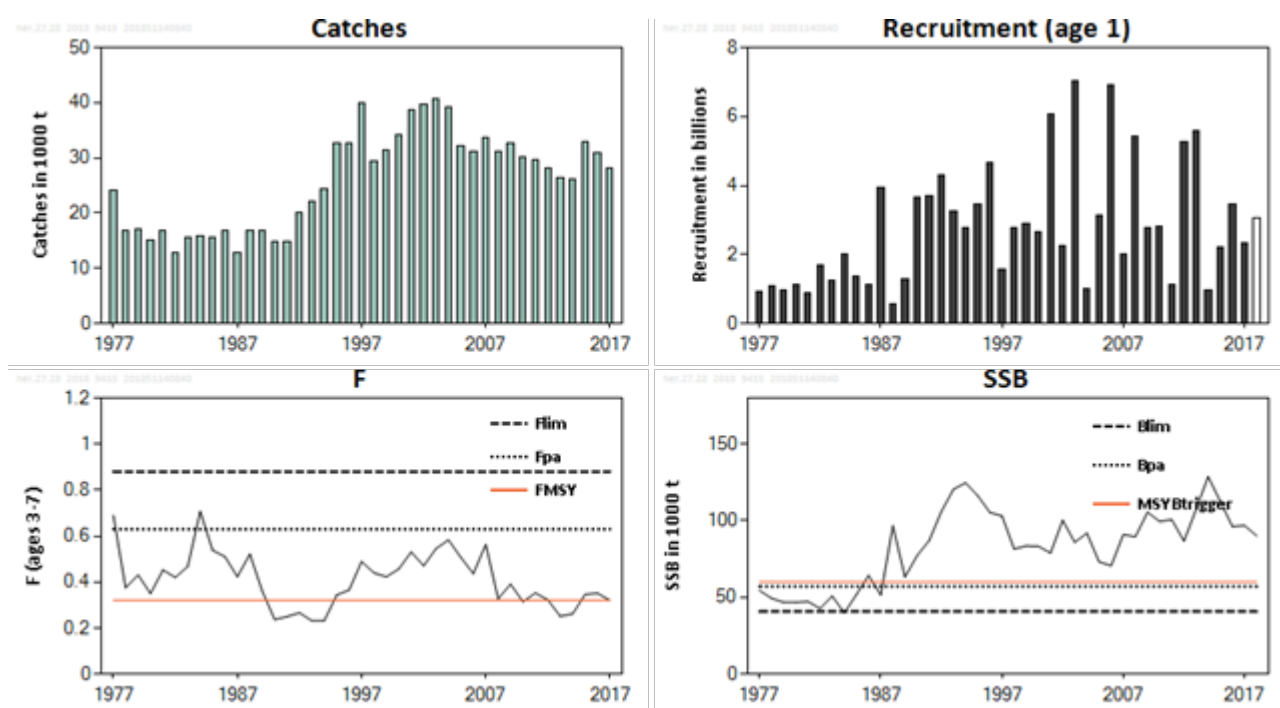 Catches
50
40
30
20
10
0
Catches in 1000 t
1977 1987 1997 2007 2017
Recruitment (age 1)
8
6
4
2
0
Recruitment in billions
1977 1987 1997 2007 2017
F
1.2
1
0.8
0.6
0.4
0.2
0
F (ages 3-7)
Flim
Fpa
FMSY
1977 1987 1997 2007 2017
SSB
150
100
50
0
SSB in 1000 t
Blim
Bpa
MSYBtrigger
1977 1987 1997 2007 2017